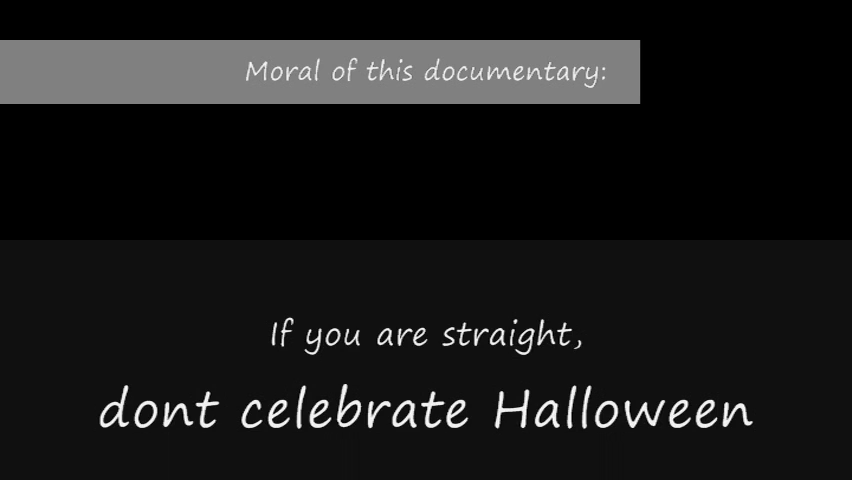 Moral of this documentary:
If you are straight,
dont celebrate Halloween